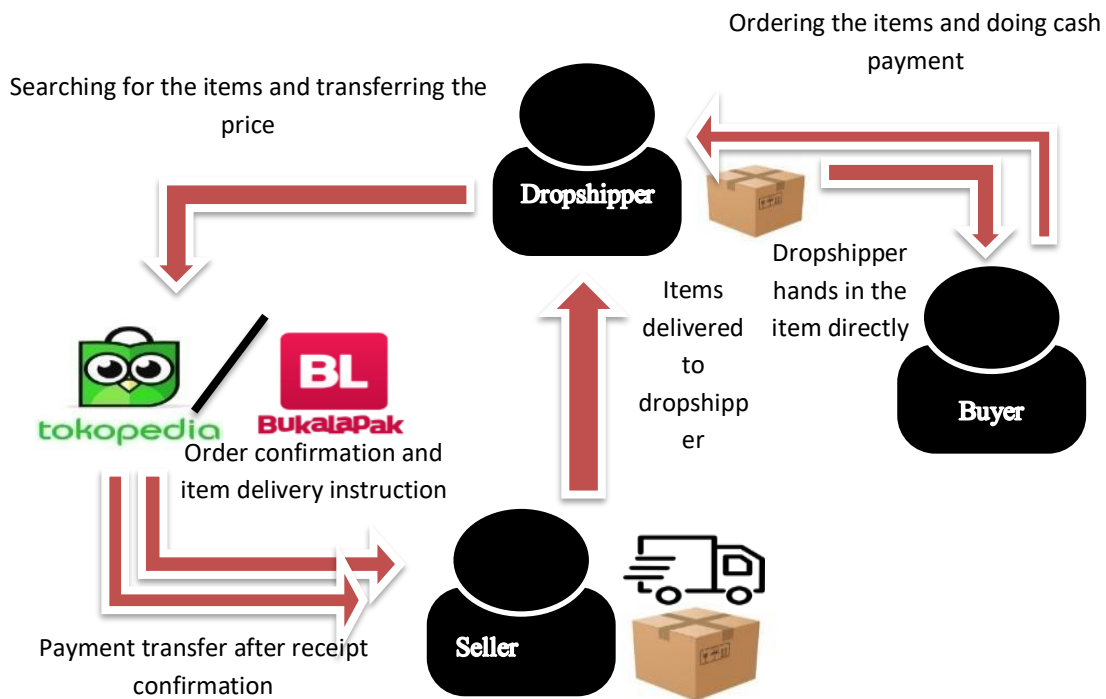 Ordering the items and doing cash
payment
Searching for the items and transferring the
price
Dropshipper
Dropshipper
hands in the
item directly
Items
delivered
to
dropshipp
er
Buyer
tokopedia
BL
BukalaPak
Order confirmation and
item delivery instruction
Seller
Payment transfer after receipt
confirmation